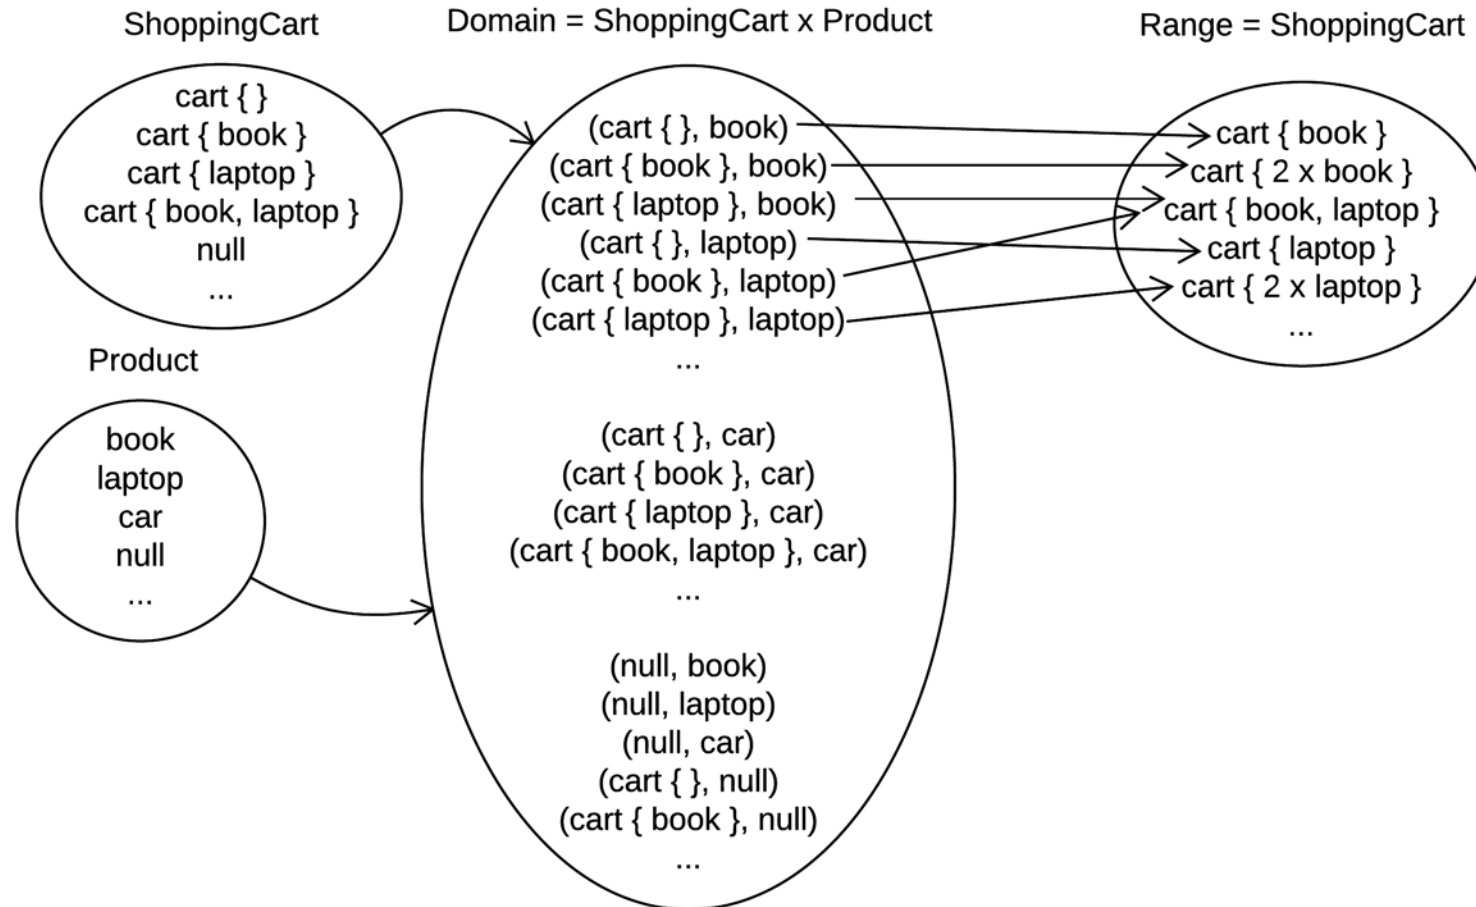 ShoppingCart
cart { }
cart { book }
cart { laptop }
cart { book, laptop }
null
...
Product
book
laptop
car
null
...
Domain = ShoppingCart x Product
(cart { }, book)
(cart { book }, book)
(cart { laptop }, book)
(cart { }, laptop)
(cart { book }, laptop)
(cart { laptop }, laptop)
...
(cart { }, car)
(cart { book }, car)
(cart { laptop }, car)
(cart { book, laptop }, car)
...
(null, book)
(null, laptop)
(null, car)
(cart { }, null)
(cart { book }, null)
...
Range = ShoppingCart
cart { book }
cart { 2 x book }
cart { book, laptop }
cart { laptop }
cart { 2 x laptop }
...